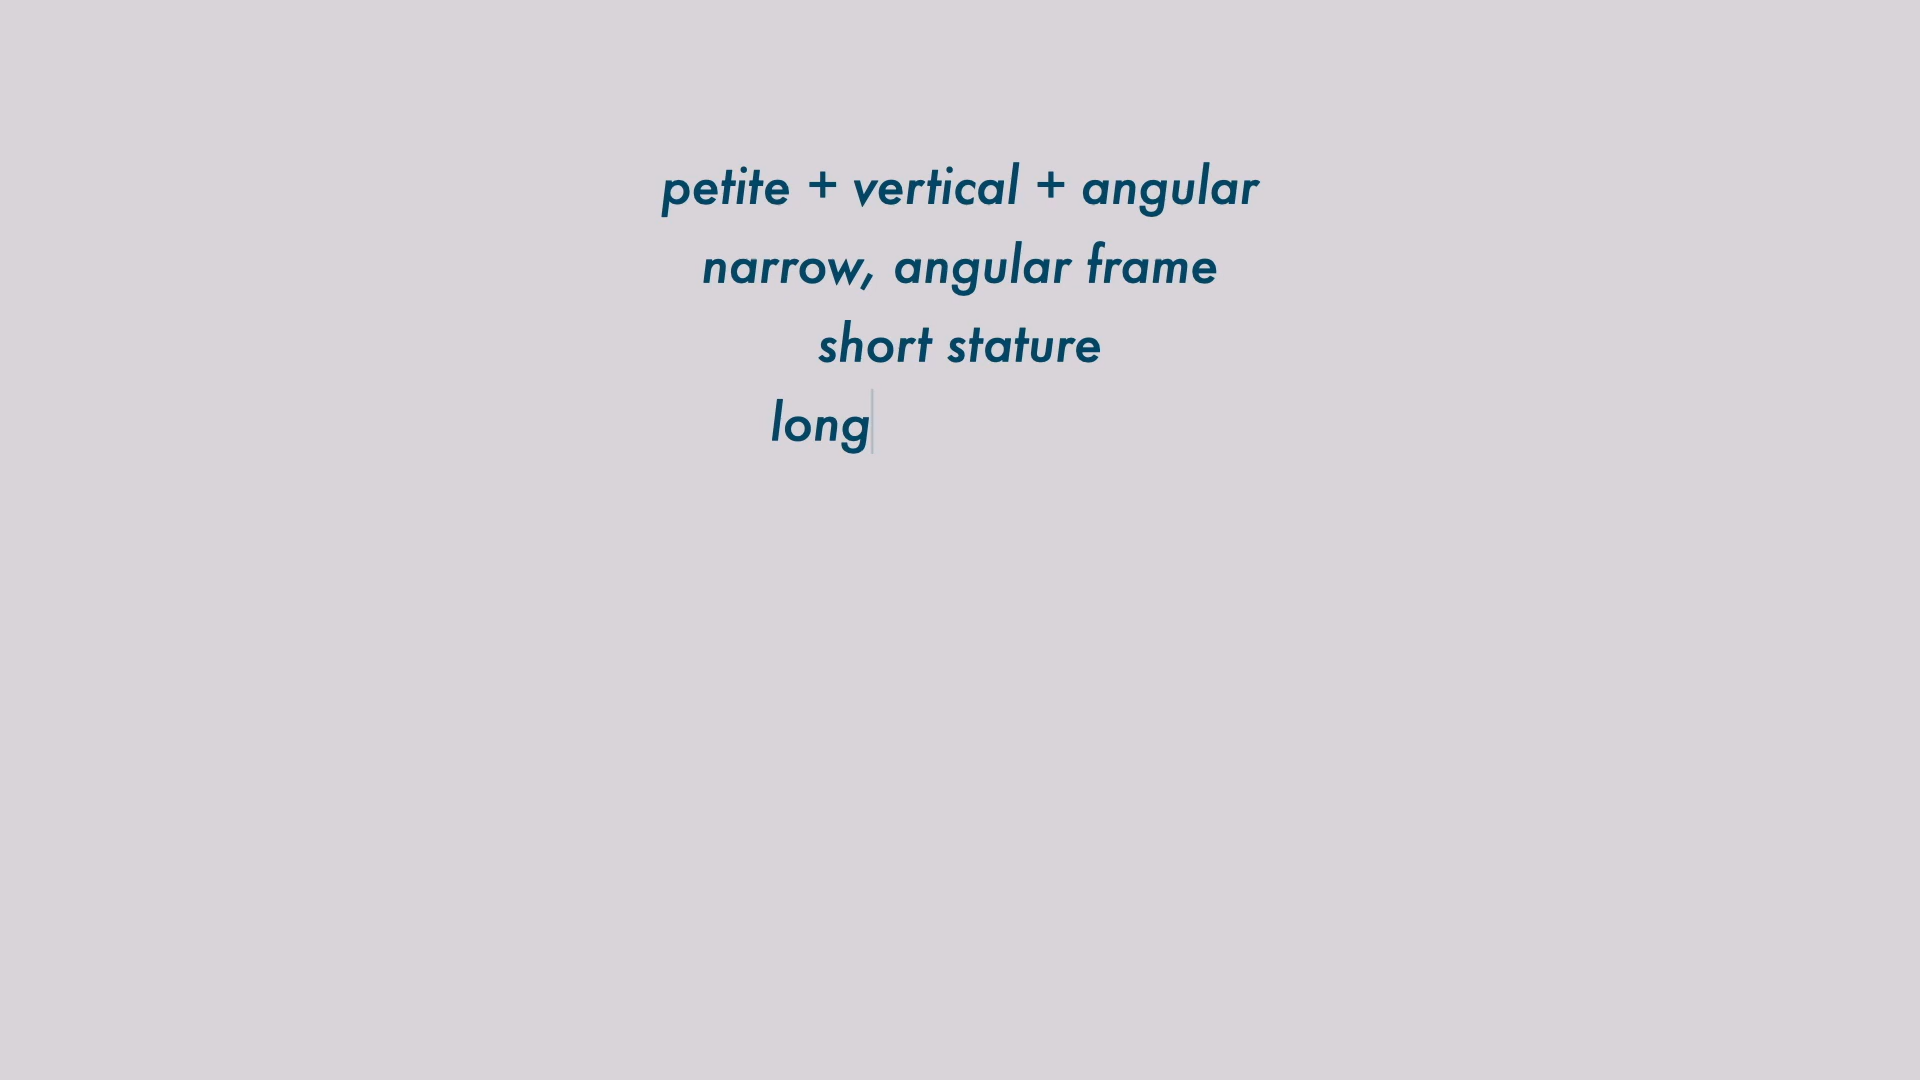 petite + vertical + angular
narrow, angular frame
short stature
long